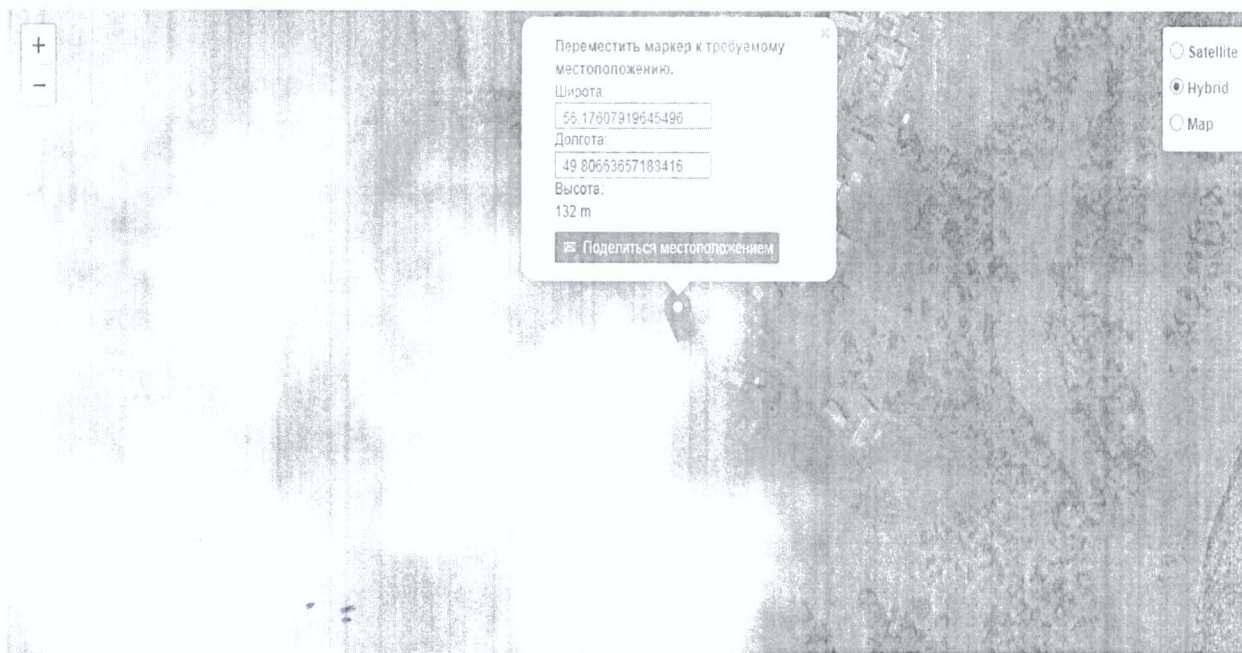 +
−
Переместить маркер к требуемому
местоположению.
Широта:
56.17607919645496
Долгота:
49.80663657183416
Высота:
132 m
Поделиться местоположением
Satellite
Hybrid
Map